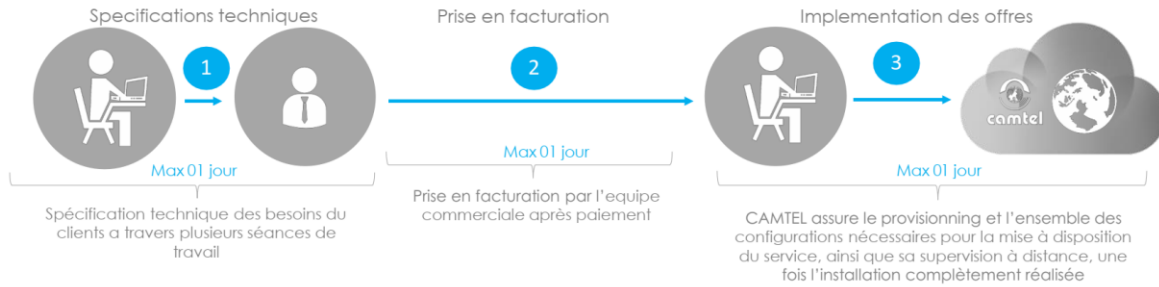 Specifications techniques
Prise en facturation
Implementation des offres
1
2
3
camtel
Max 01 jour
Max 01 jour
Max 01 jour
Spécification technique des besoins du
clients a travers plusieurs séances de
travail
Prise en facturation par l'equipe
commerciale après paiement
CAMTEL assure le provisionning et l'ensemble des
configurations nécessaires pour la mise à disposition
du service, ainsi que sa supervision à distance, une
fois l'installation complètement réalisée